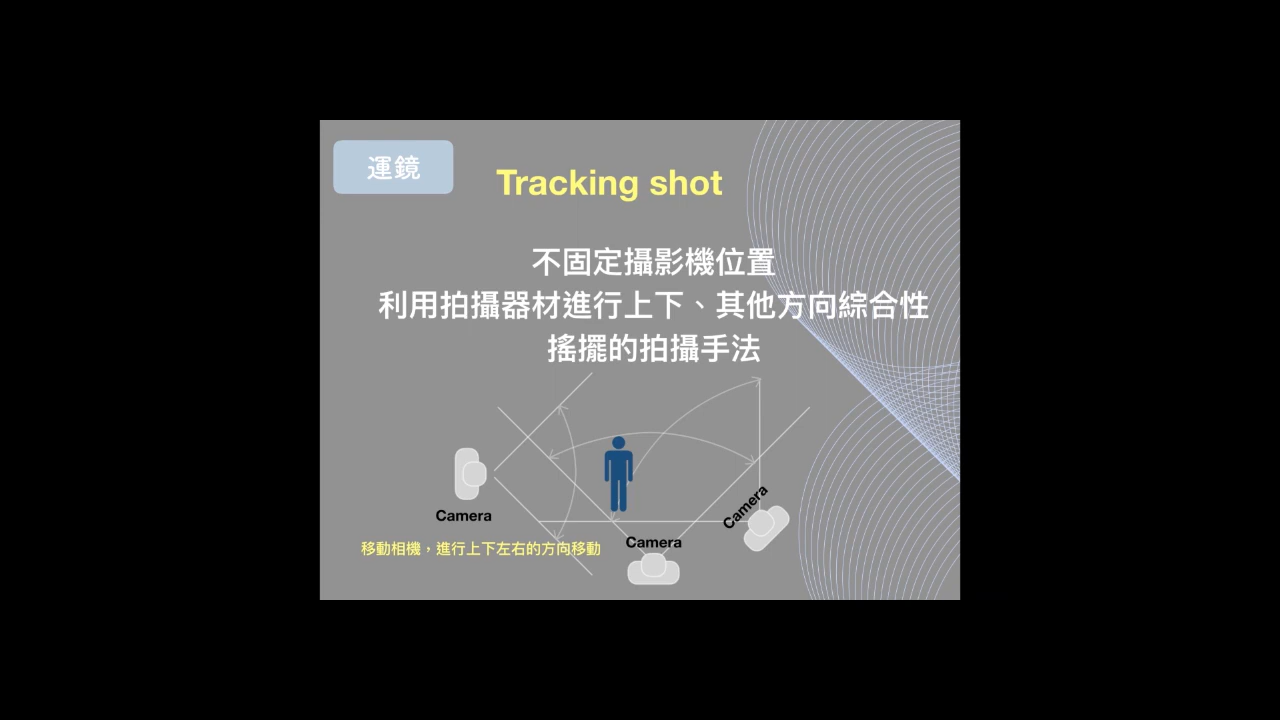 運鏡
Tracking shot
不固定攝影機位置
利用拍攝器材進行上下、其他方向綜合性
搖擺的拍攝手法
Camera
Camera
Camera
移動相機，進行上下左右的方向移動